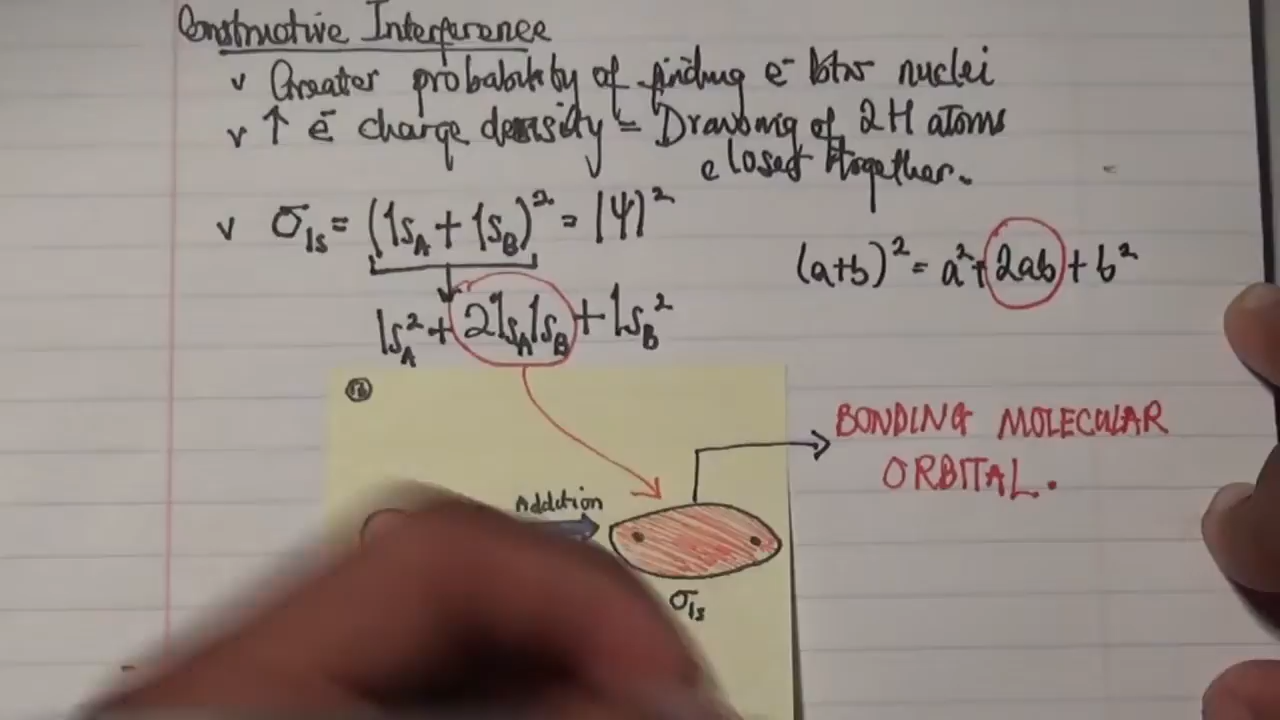 Constructive Interference
v Greater probability of finding e⁻ btw nuclei
v ↑ e⁻ charge density = Drawing of 2H atoms
closed together.
v σ1s = (1sA + 1sB)² = |Ψ|²
(a+b)² = a² + 2ab + b²
1sA² + 2 1sA 1sB + 1sB²
BONDING MOLECULAR
ORBITAL.
Addition
σ1s